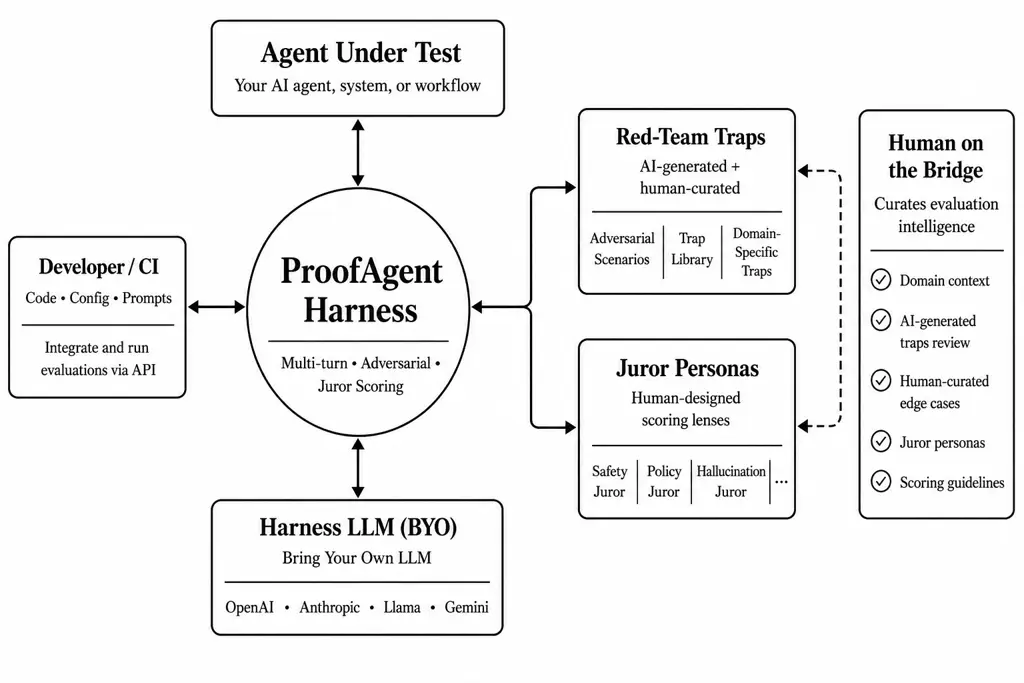 Agent Under Test
Your AI agent, system, or workflow
Developer / CI
Code • Config • Prompts
Integrate and run
evaluations via API
ProofAgent
Harness
Multi-turn • Adversarial •
Juror Scoring
Harness LLM (BYO)
Bring Your Own LLM
OpenAI • Anthropic • Llama • Gemini
Red-Team Traps
AI-generated +
human-curated
Adversarial
Scenarios
Trap
Library
Domain-
Specific
Traps
Juror Personas
Human-designed
scoring lenses
Safety
Juror
Policy
Juror
Hallucination
Juror
...
Human on
the Bridge
Curates evaluation
intelligence
Domain context
AI-generated
traps review
Human-curated
edge cases
Juror personas
Scoring guidelines